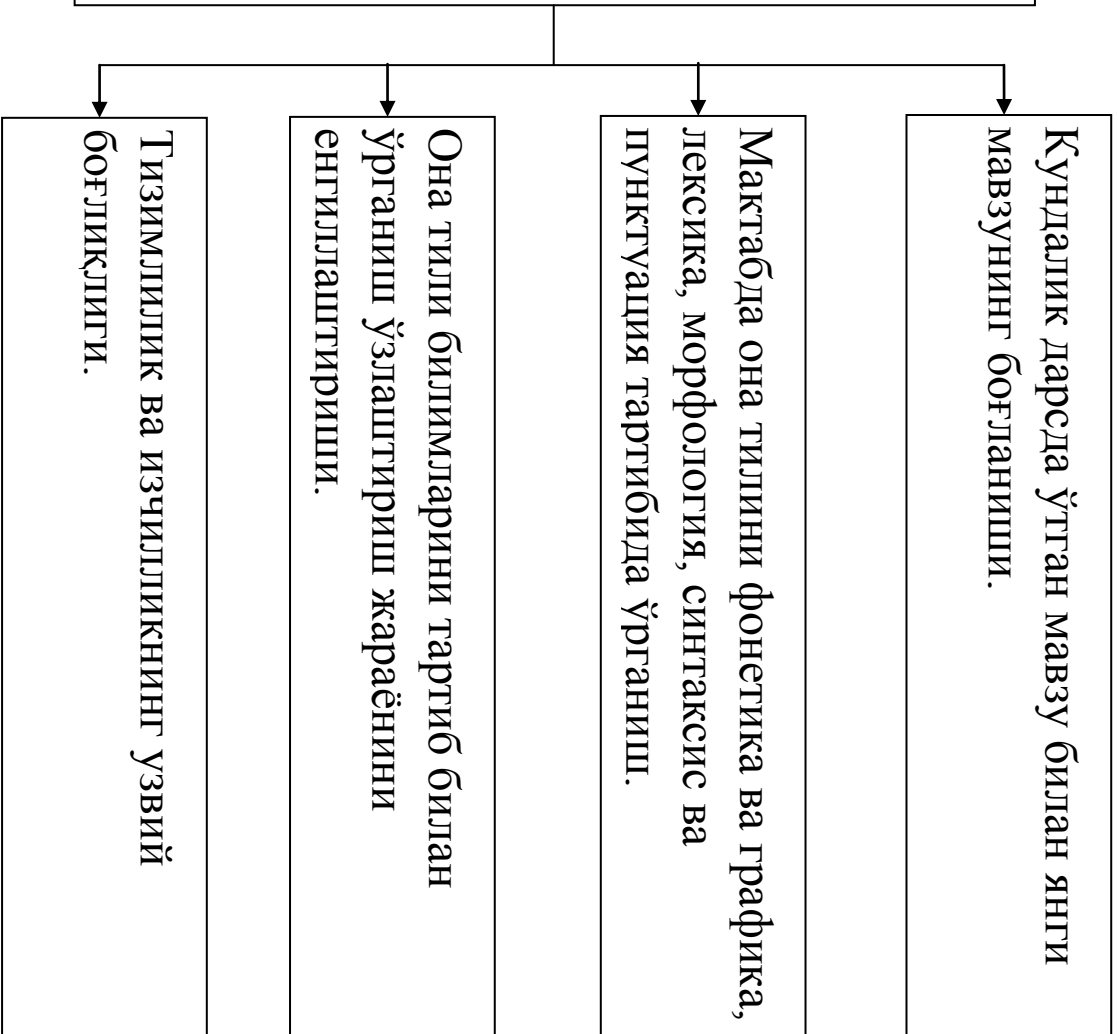 Кундалик дарсда ўтган мавзу билан янги
мавзунинг боғланиши.
Мактабда она тилини фонетика ва графика,
лексика, морфология, синтаксис ва
пунктуация тартибида ўрганиш.
Она тили билимларини тартиб билан
ўрганиш ўзлаштириш жараёнини
енгиллаштириши.
Тизимлилик ва изчилликнинг узвий
боғлиқлиги.